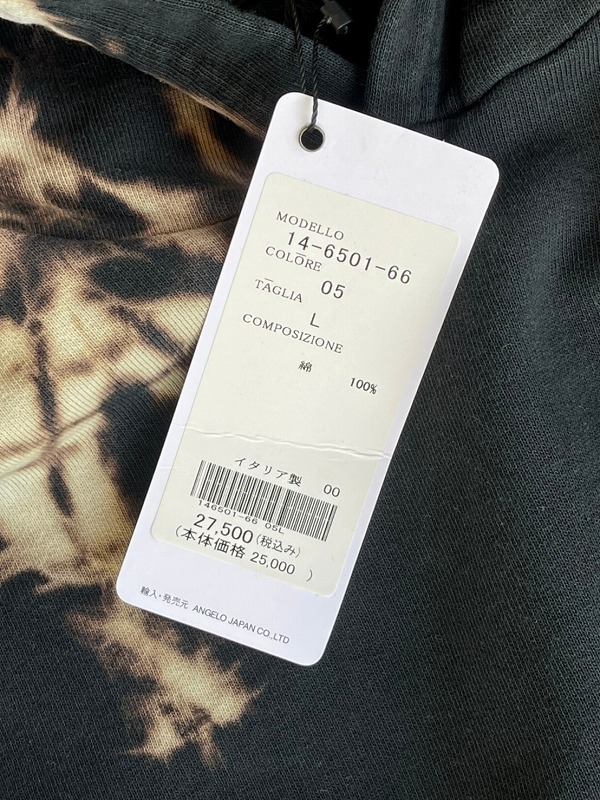 MODELLO
14-6501-66
COLORE
05
TAGLIA
L
COMPOSIZIONE
綿
100%
イタリア製 00
146501-66 05L
27,500(税込み)
(本体価格 25,000 )
輸入・発売元 ANGELO JAPAN CO.,LTD